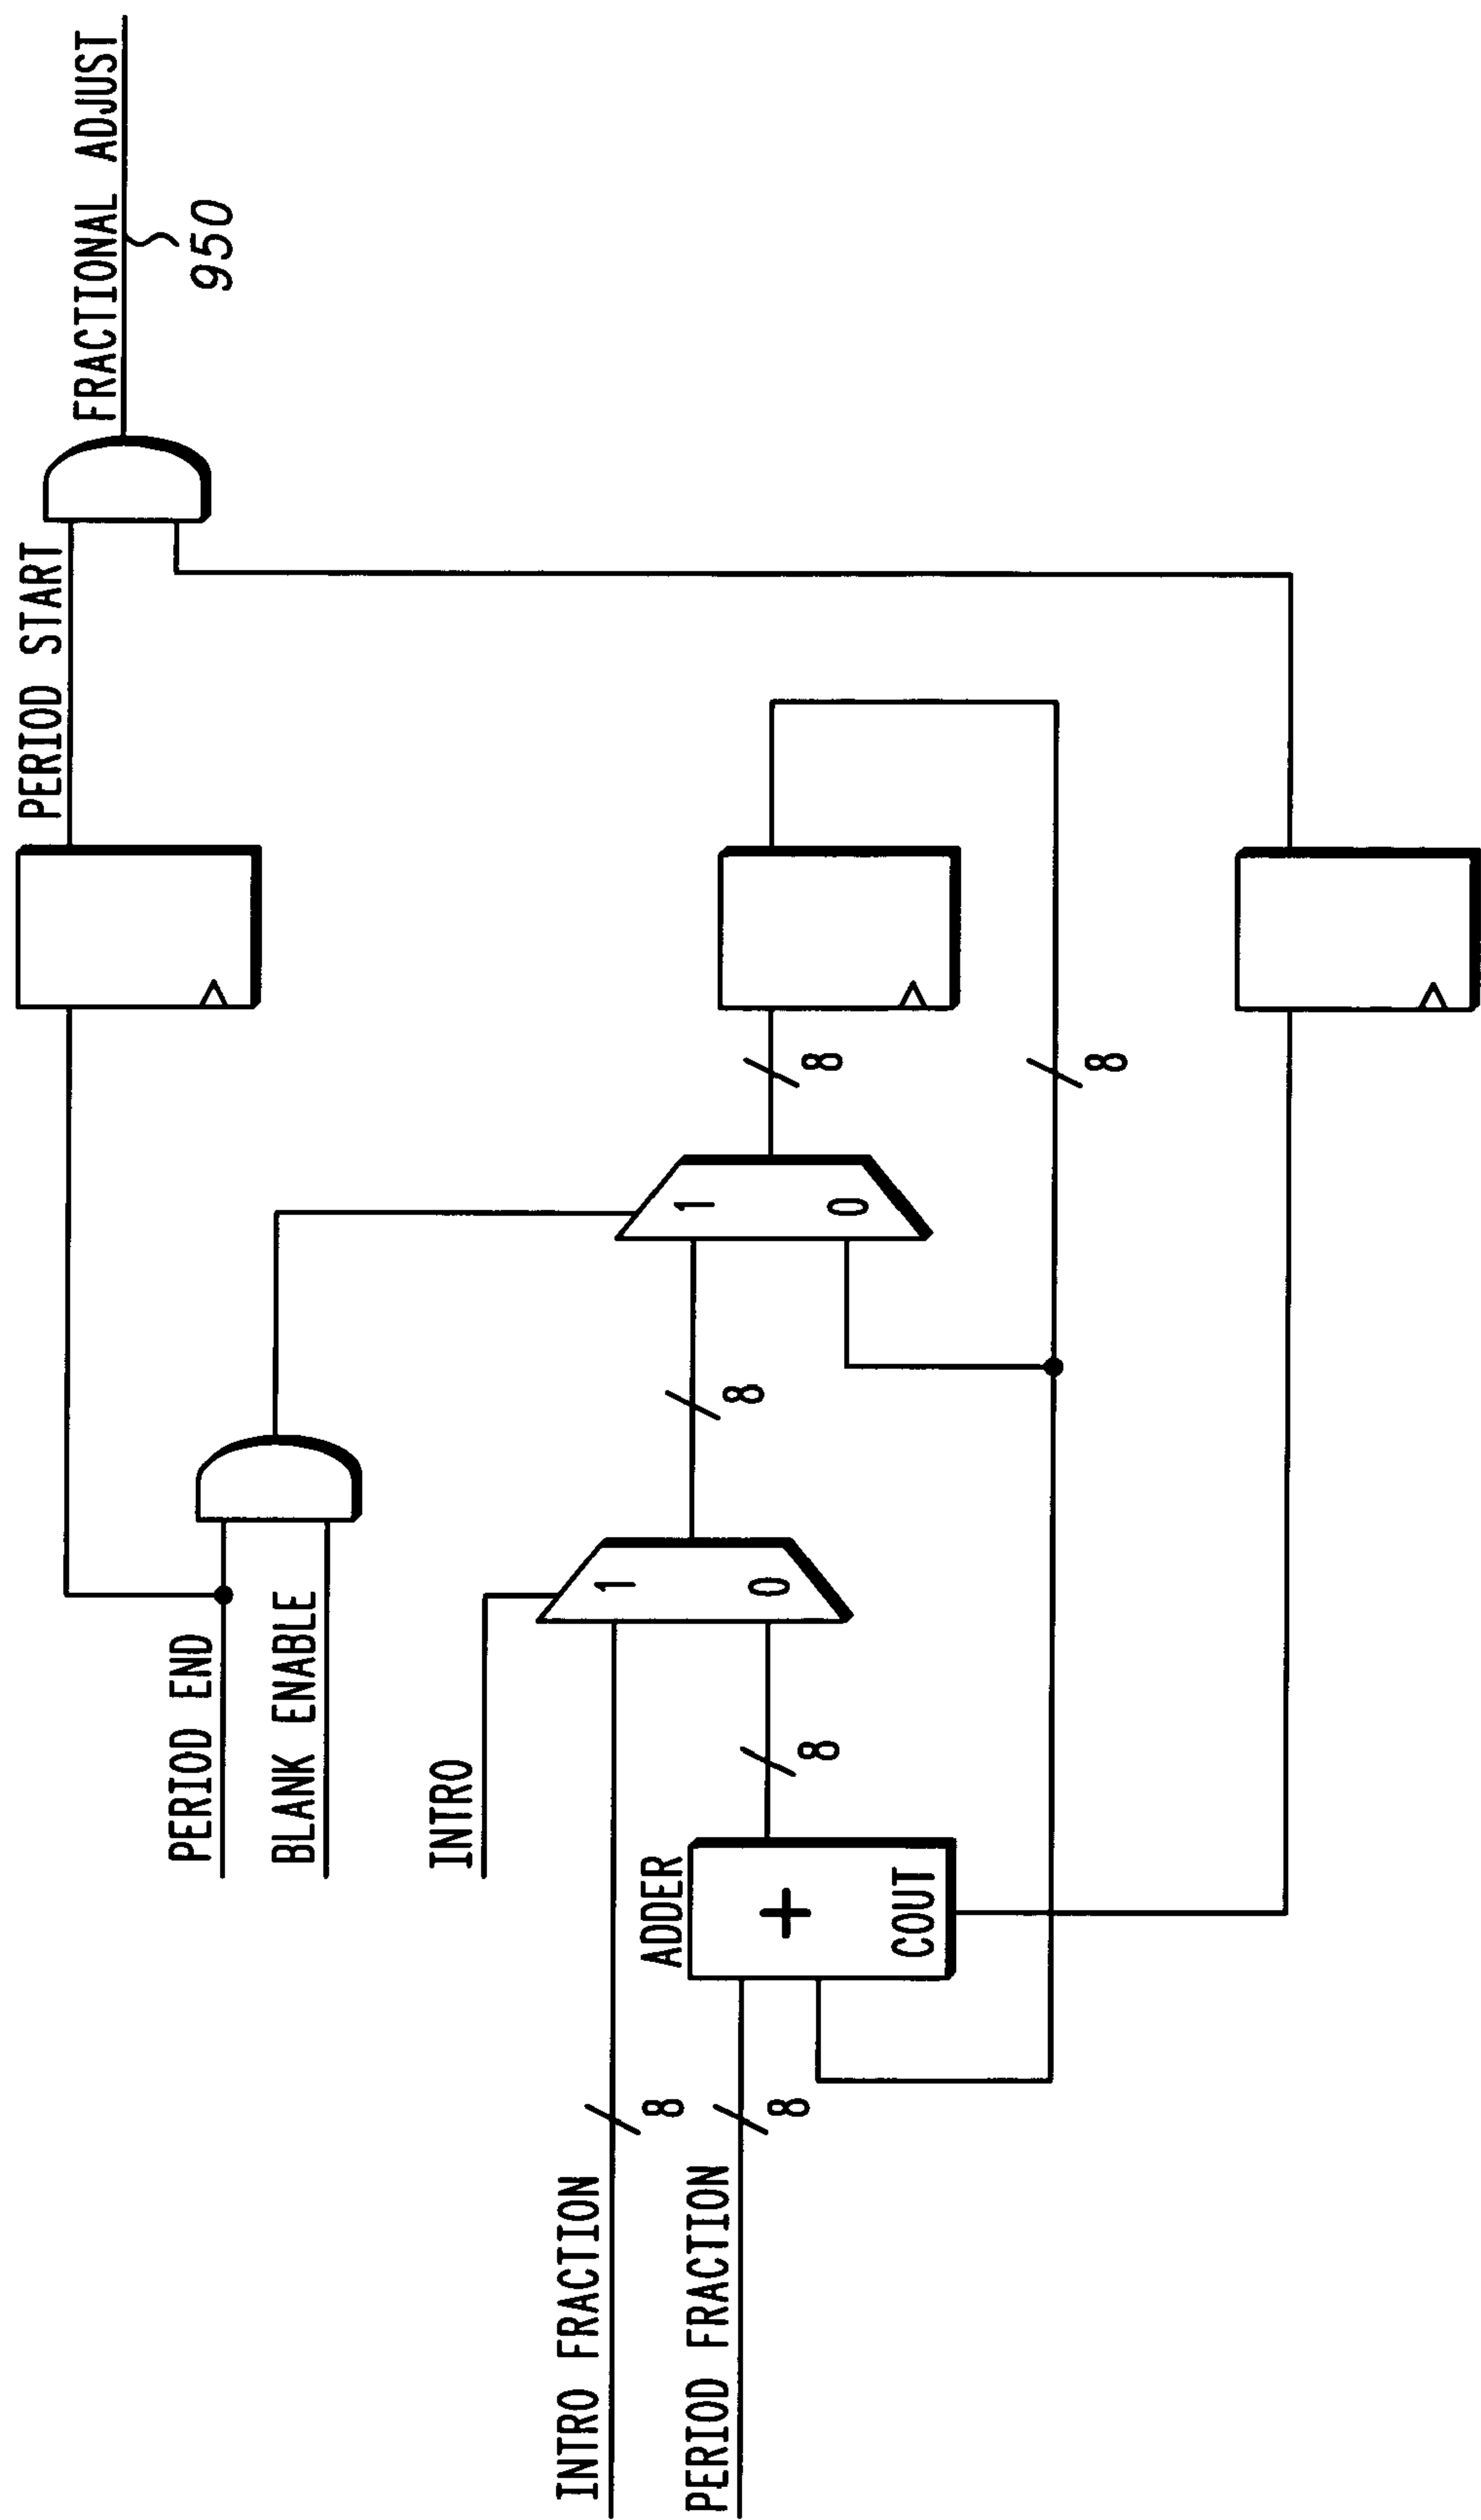 PERIOD START
FRACTIONAL ADJUST
950
PERIOD END
BLANK ENABLE
INTRO
1
0
8
1
0
8
8
8
ADDER
+
COUT
INTRO FRACTION
8
PERIOD FRACTION
8